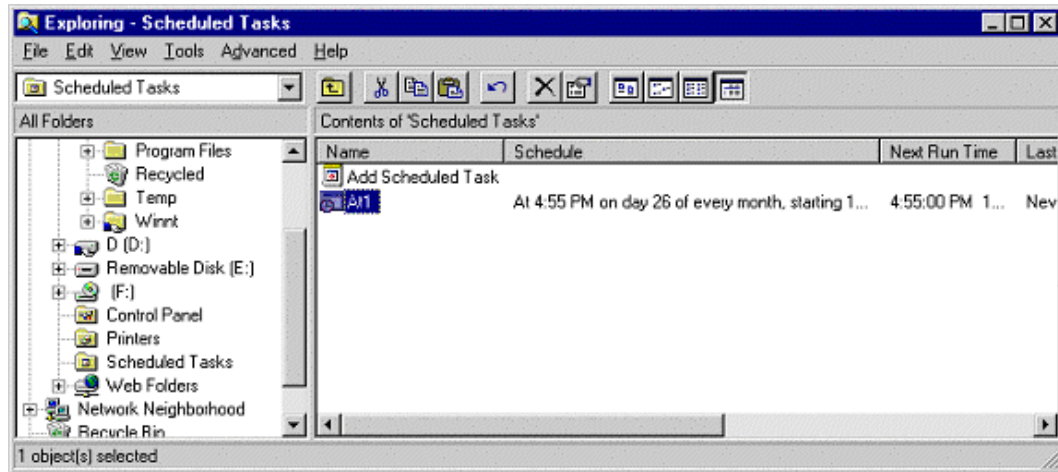 Exploring - Scheduled Tasks
File Edit View Tools Advanced Help
Scheduled Tasks
All Folders
Contents of 'Scheduled Tasks'
Program Files
Recycled
Temp
Winnt
D (D:)
Removable Disk (E:)
(F:)
Control Panel
Printers
Scheduled Tasks
Web Folders
Network Neighborhood
Recycle Bin
Name Schedule Next Run Time Last
Add Scheduled Task
At1 At 4:55 PM on day 26 of every month, starting 1... 4:55:00 PM 1... Nev
1 object(s) selected